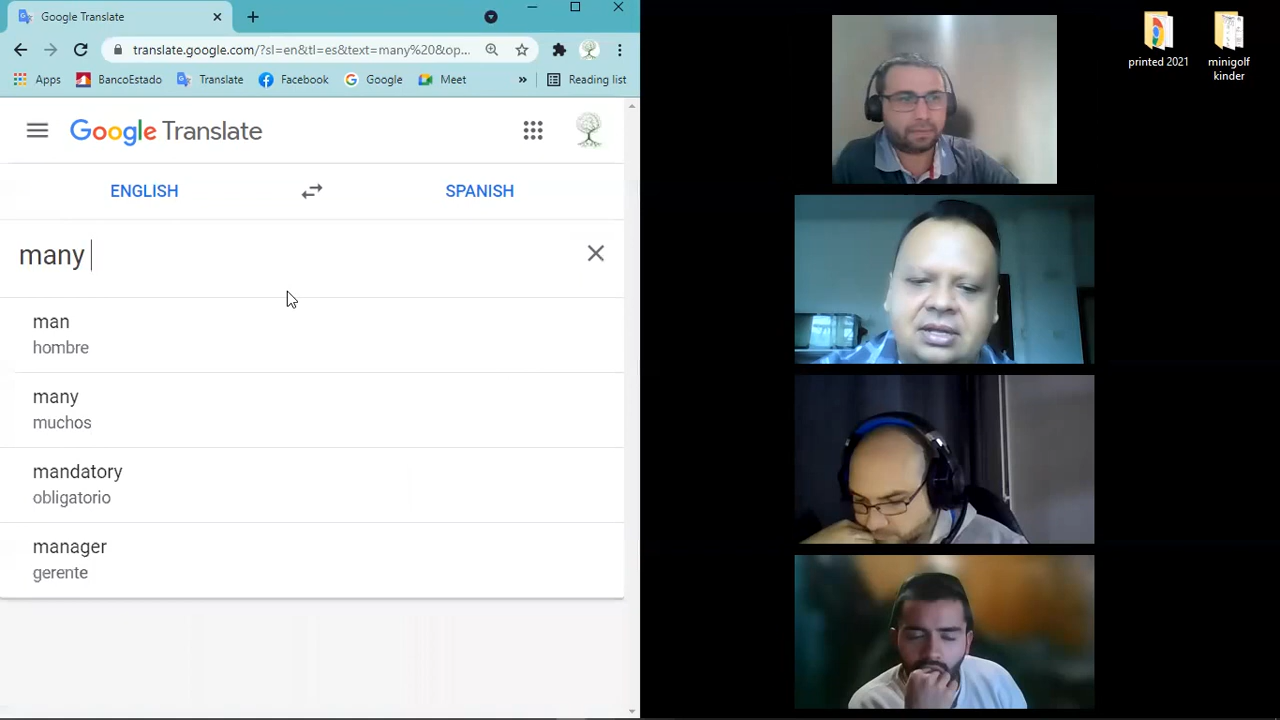 Google Translate
translate.google.com/?sl=en&tl=es&text=many%20&op...
Apps BancoEstado Translate Facebook Google Meet » Reading list
Google Translate
ENGLISH SPANISH
many
man
hombre
many
muchos
mandatory
obligatorio
manager
gerente
printed 2021
minigolf
kinder